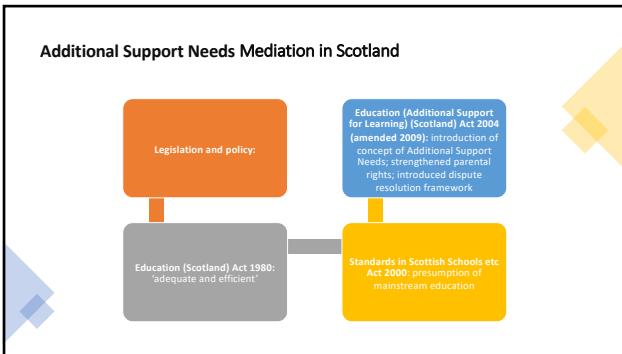 Additional Support Needs Mediation in Scotland
Legislation and policy:
Education (Scotland) Act 1980:
'adequate and efficient'
Standards in Scottish Schools etc
Act 2000: presumption of
mainstream education
Education (Additional Support
for Learning) (Scotland) Act 2004
(amended 2009): introduction of
concept of Additional Support
Needs; strengthened parental
rights; introduced dispute
resolution framework